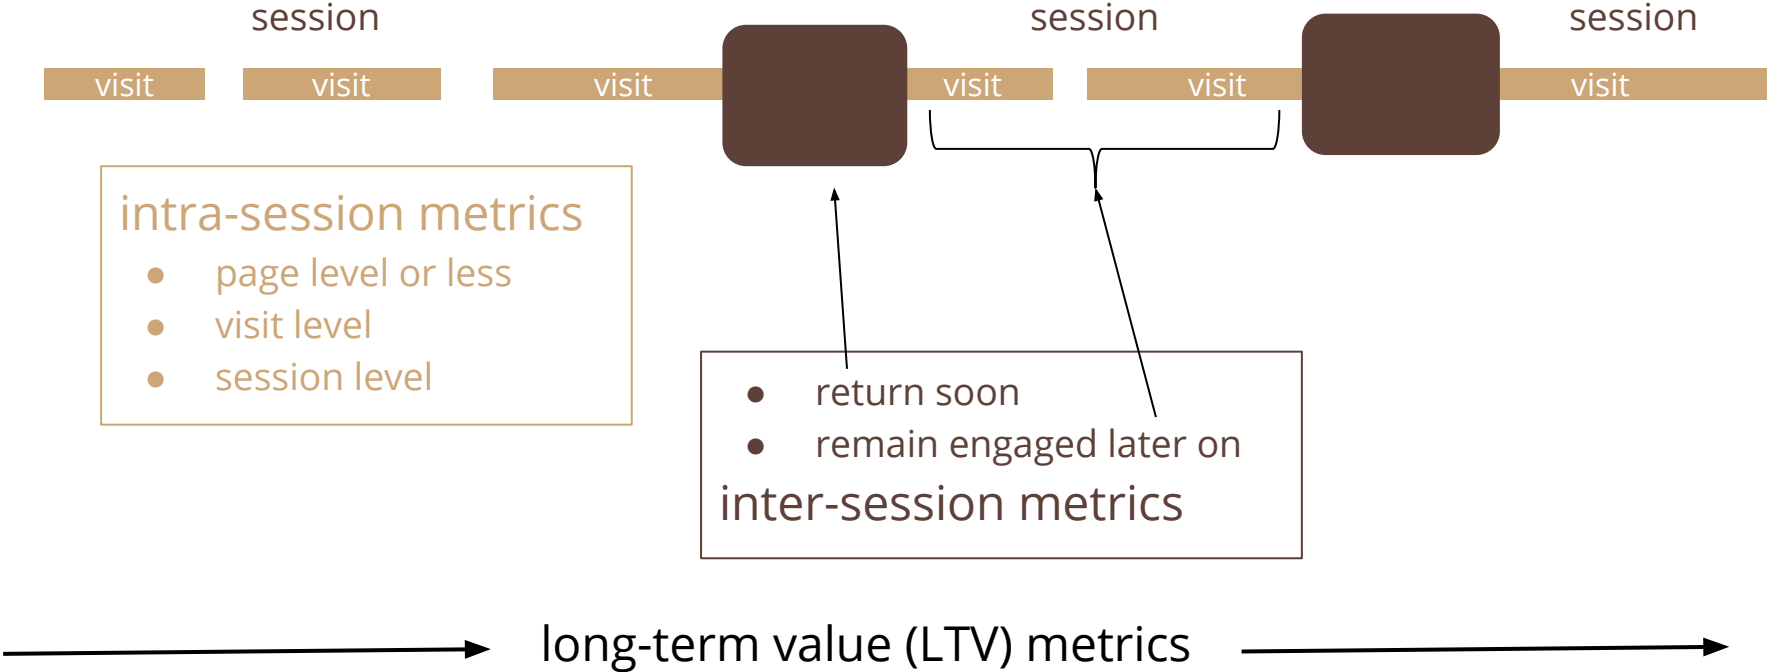 session session session
visit visit visit visit visit visit
intra-session metrics
● page level or less
● visit level
● session level
● return soon
● remain engaged later on
inter-session metrics
long-term value (LTV) metrics